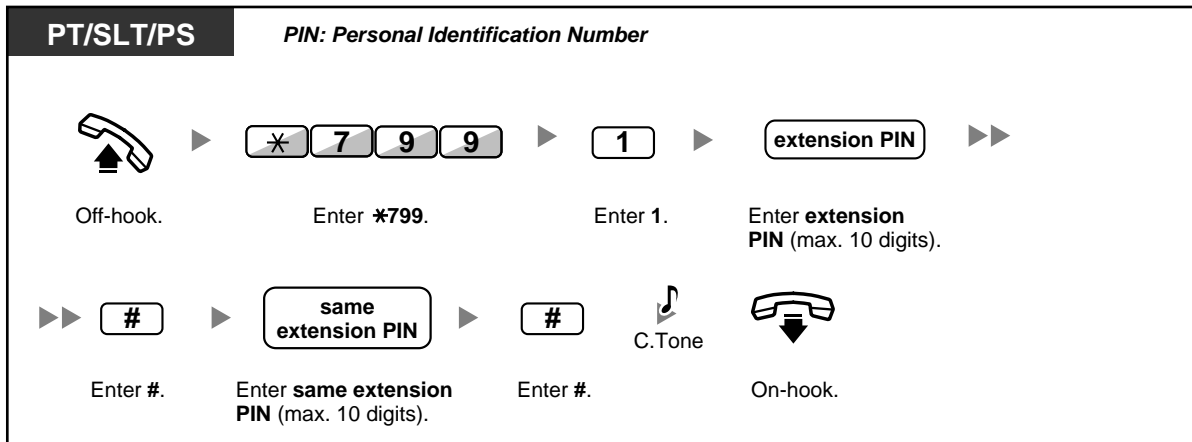 PT/SLT/PS PIN: Personal Identification Number
* 7 9 9 1 extension PIN
Off-hook. Enter *799. Enter 1. Enter extension
PIN (max. 10 digits).
# same
extension PIN # C.Tone
Enter #. Enter same extension
PIN (max. 10 digits). Enter #. On-hook.